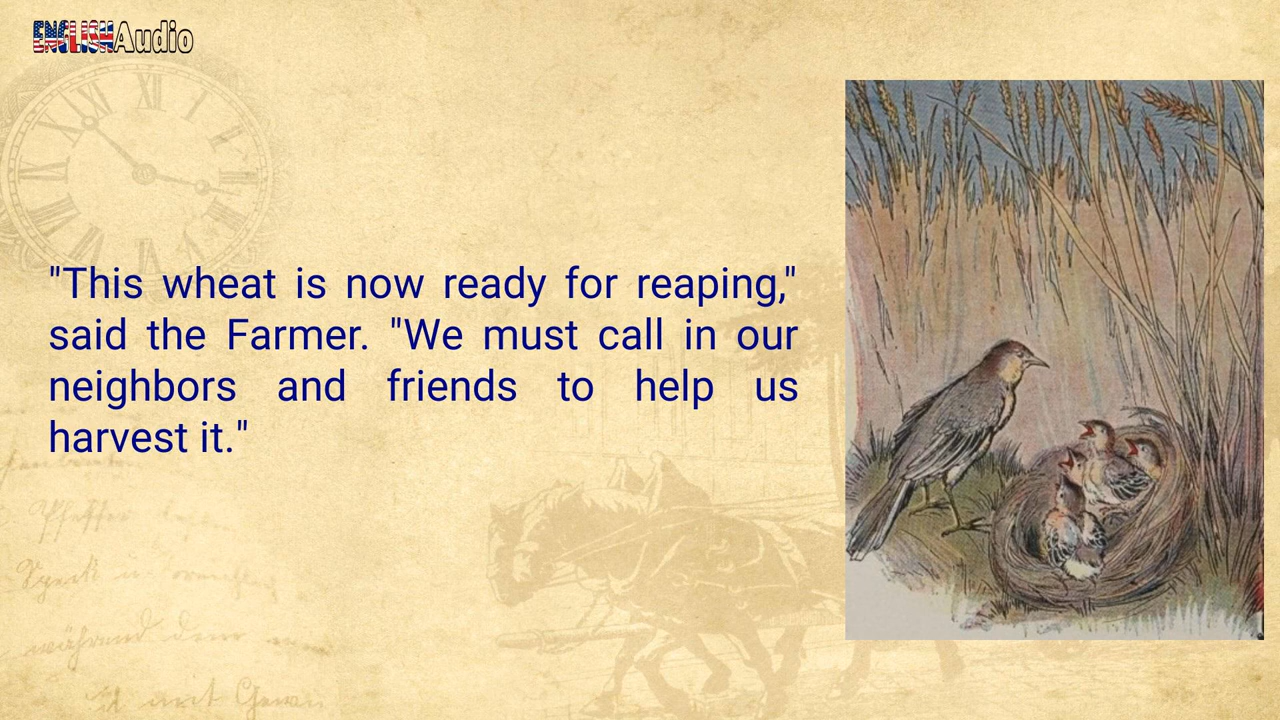 ENGLISHAudio
"This wheat is now ready for reaping,"
said the Farmer. "We must call in our
neighbors and friends to help us
harvest it."